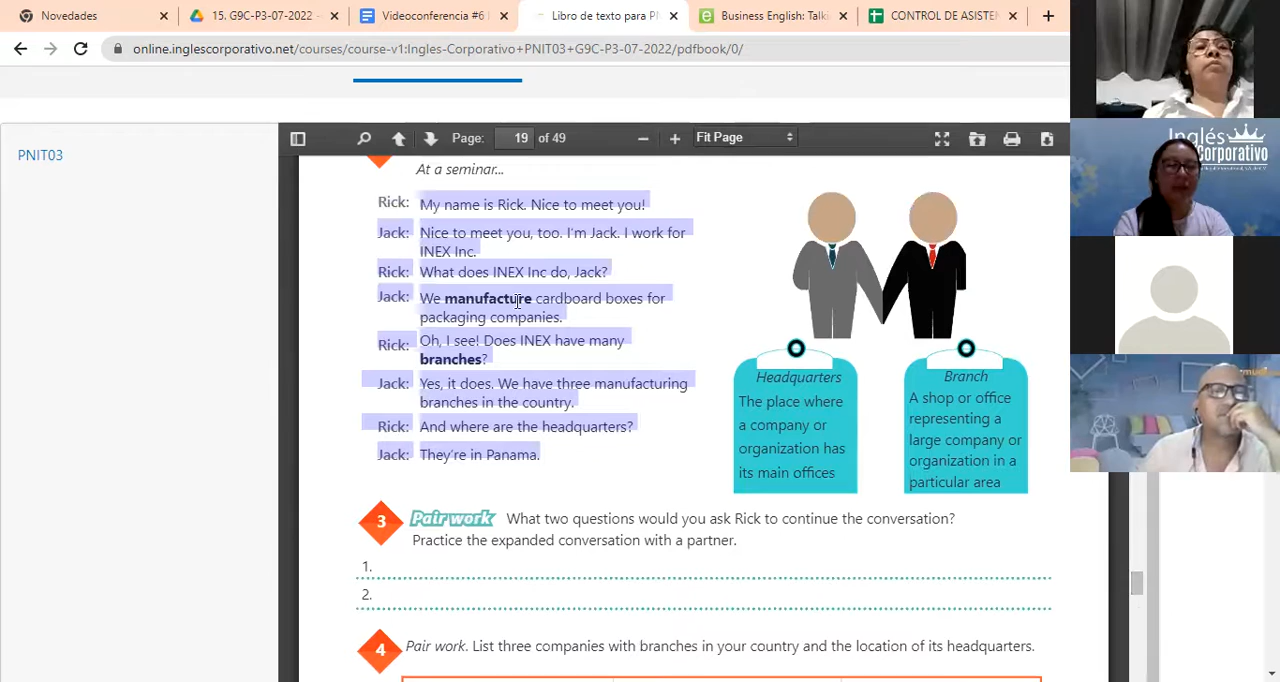 Novedades
15. G9C-P3-07-2022 -
Videoconferencia #6
Libro de texto para PN
Business English: Talki
CONTROL DE ASISTEN
online.inglescorporativo.net/courses/course-v1:Ingles-Corporativo+PNIT03+G9C-P3-07-2022/pdfbook/0/
PNIT03
Page: 19 of 49
Fit Page
At a seminar...
Rick: My name is Rick. Nice to meet you!
Jack: Nice to meet you, too. I'm Jack. I work for
INEX Inc.
Rick: What does INEX Inc do, Jack?
Jack: We manufacture cardboard boxes for
packaging companies.
Rick: Oh, I see! Does INEX have many
branches?
Jack: Yes, it does. We have three manufacturing
branches in the country.
Rick: And where are the headquarters?
Jack: They're in Panama.
Headquarters
The place where
a company or
organization has
its main offices
Branch
A shop or office
representing a
large company or
organization in a
particular area
3 Pair work What two questions would you ask Rick to continue the conversation?
Practice the expanded conversation with a partner.
1.
2.
4 Pair work. List three companies with branches in your country and the location of its headquarters.
Inglés
corporativo